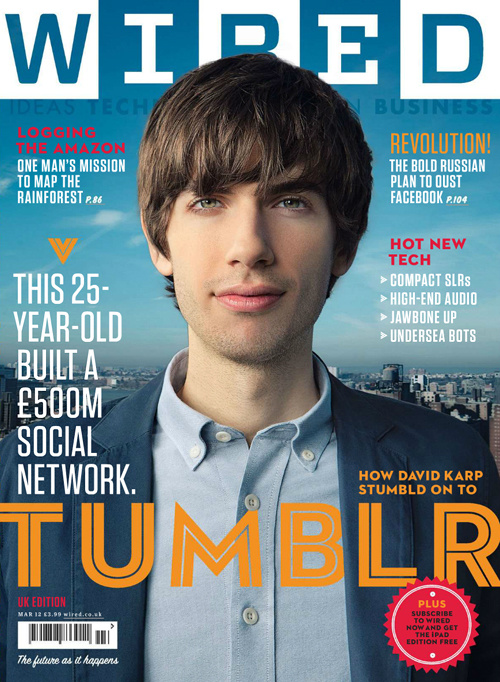 WIRED
IDEAS TECH N BUSINESS
LOGGING
THE AMAZON
ONE MAN'S MISSION
TO MAP THE
RAINFOREST P.86
REVOLUTION!
THE BOLD RUSSIAN
PLAN TO OUST
FACEBOOK P.104
HOT NEW
TECH
COMPACT SLRs
HIGH-END AUDIO
JAWBONE UP
UNDERSEA BOTS
THIS 25-
YEAR-OLD
BUILT A
£500M
SOCIAL
NETWORK.
HOW DAVID KARP
STUMBLD ON TO
TUMBLR
UK EDITION
MAR 12 £3.99 wired.co.uk
The future as it happens
PLUS
SUBSCRIBE
TO WIRED
NOW AND GET
THE IPAD
EDITION FREE